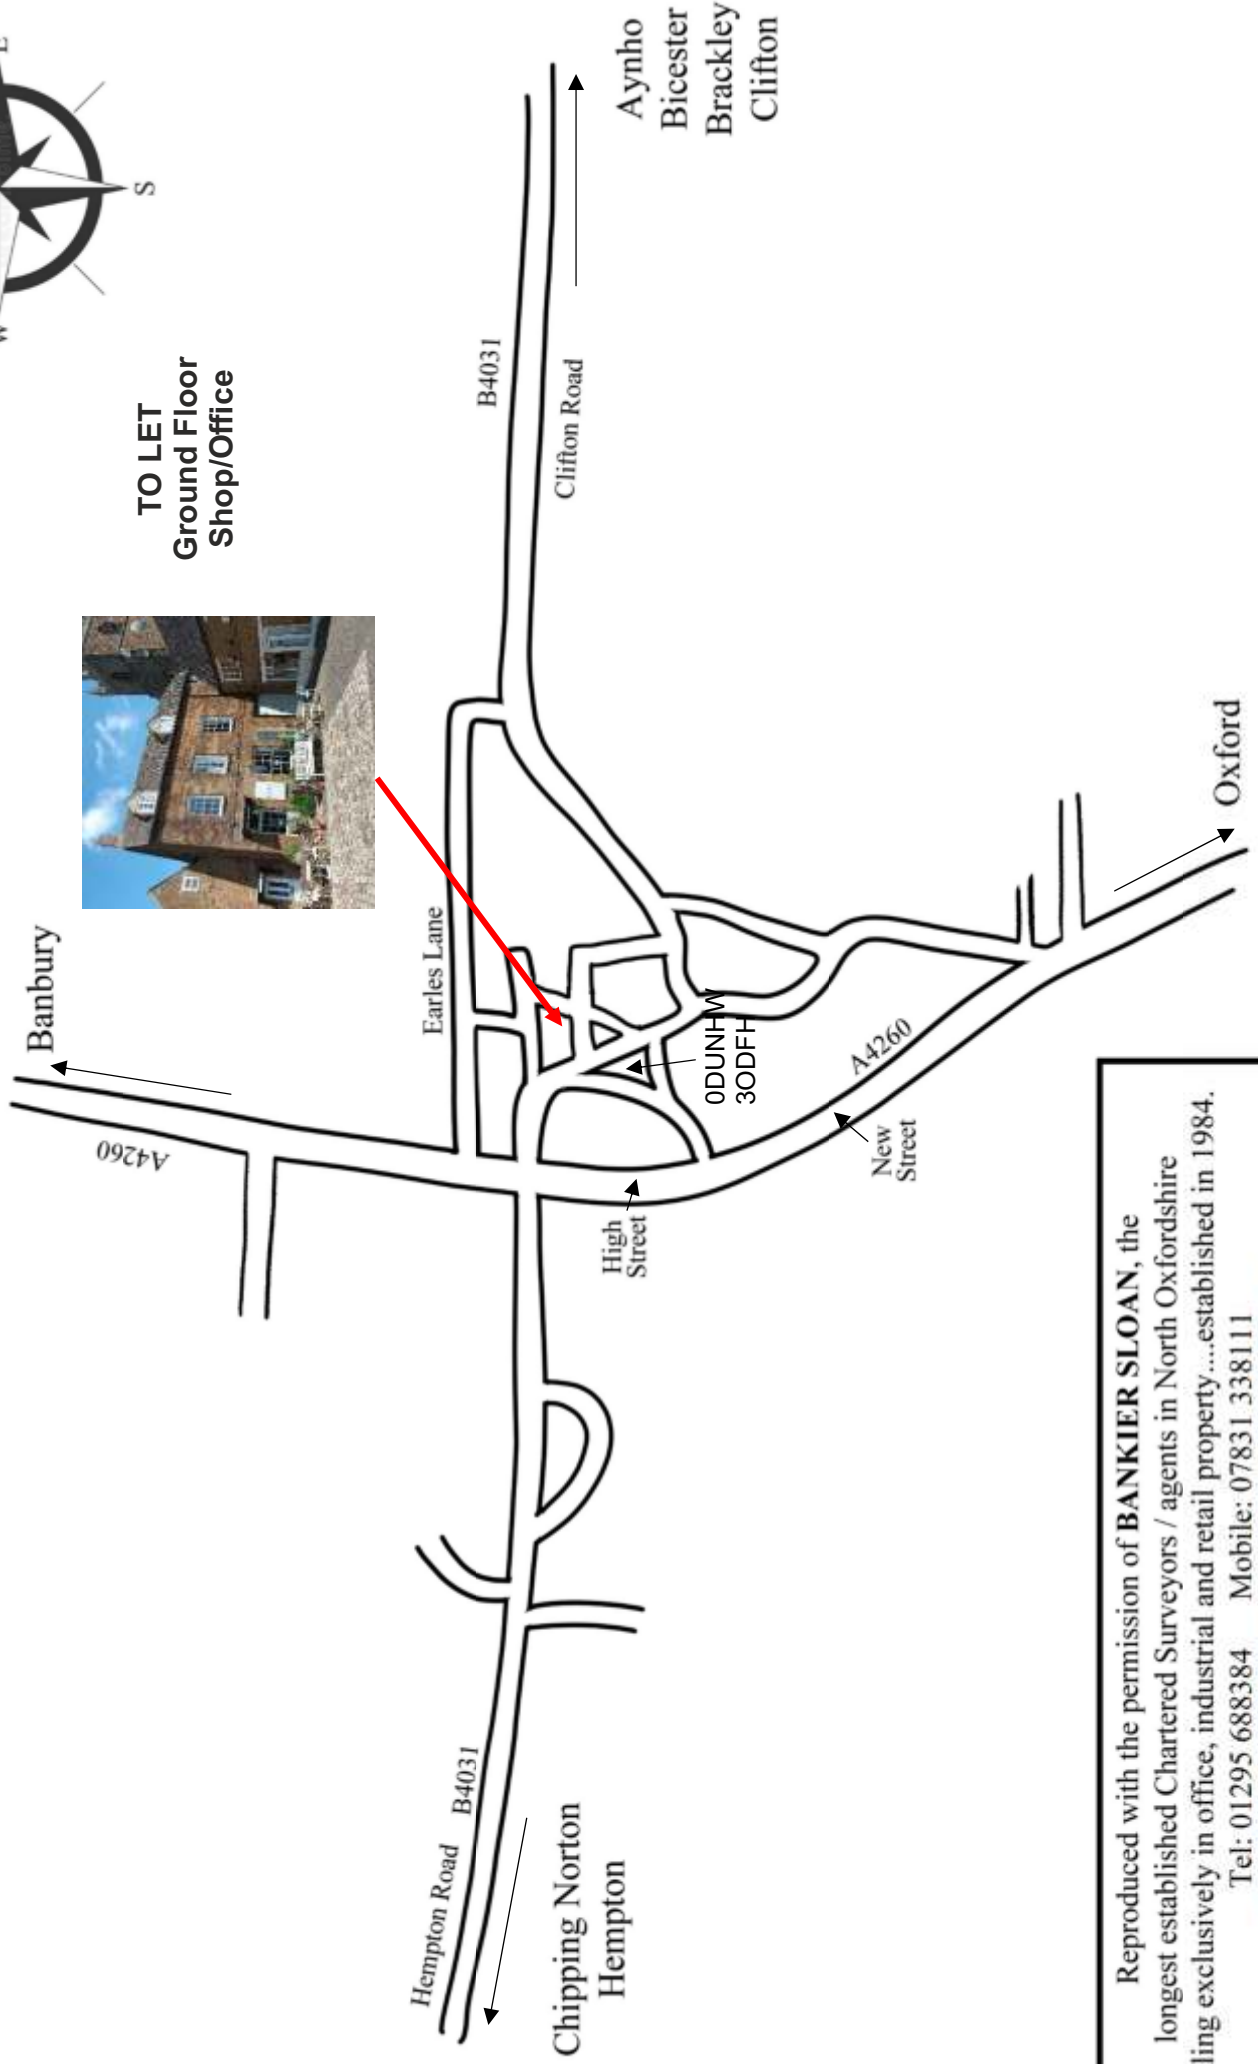 E
S
W
TO LET
Ground Floor
Shop/Office
Banbury
A4260
Earles Lane
B4031
Clifton Road
Aynho
Bicester
Brackley
Clifton
0DUNHW
3ODFH
High
Street
New
Street
A4260
Oxford
Hempton Road
B4031
Chipping Norton
Hempton
Reproduced with the permission of BANKIER SLOAN, the
longest established Chartered Surveyors / agents in North Oxfordshire
ling exclusively in office, industrial and retail property....established in 1984.
Tel: 01295 688384 Mobile: 07831 338111